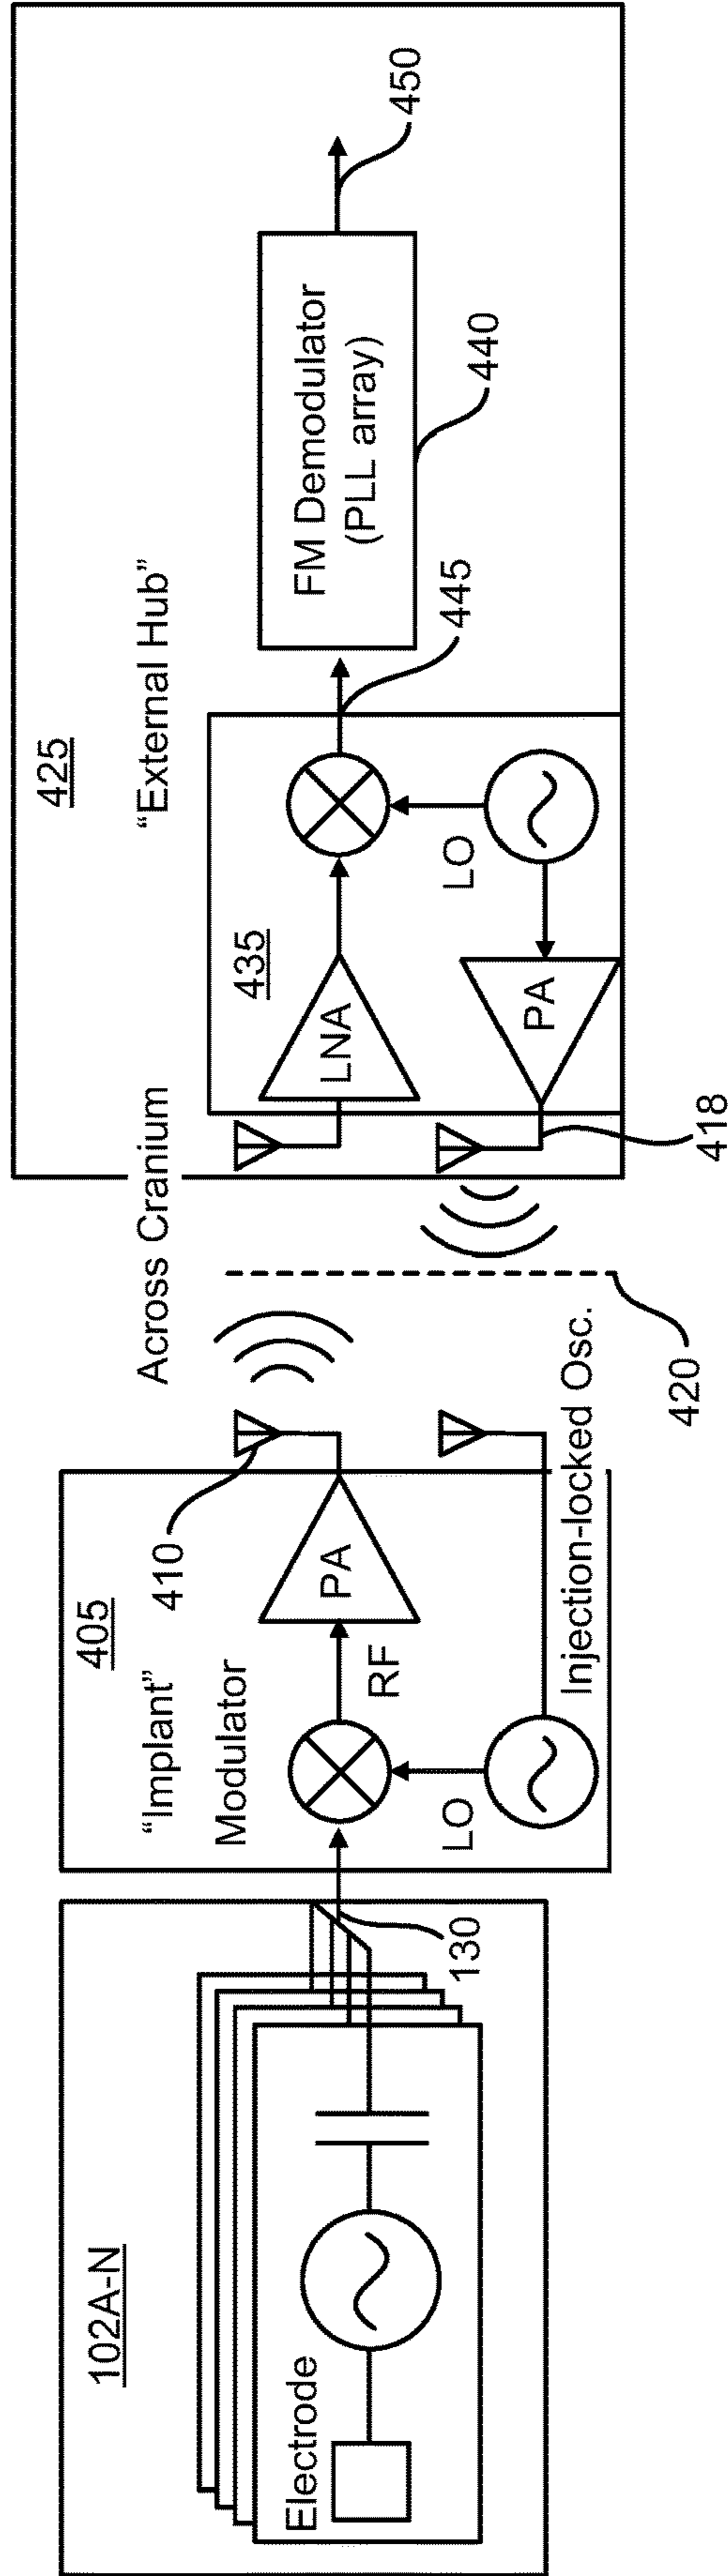 102A-N
Electrode
130
405
“Implant”
Modulator
LO
RF
PA
410
Injection-locked Osc.
Across Cranium
420
418
425
“External Hub”
435
LNA
PA
LO
445
FM Demodulator
(PLL array)
440
450